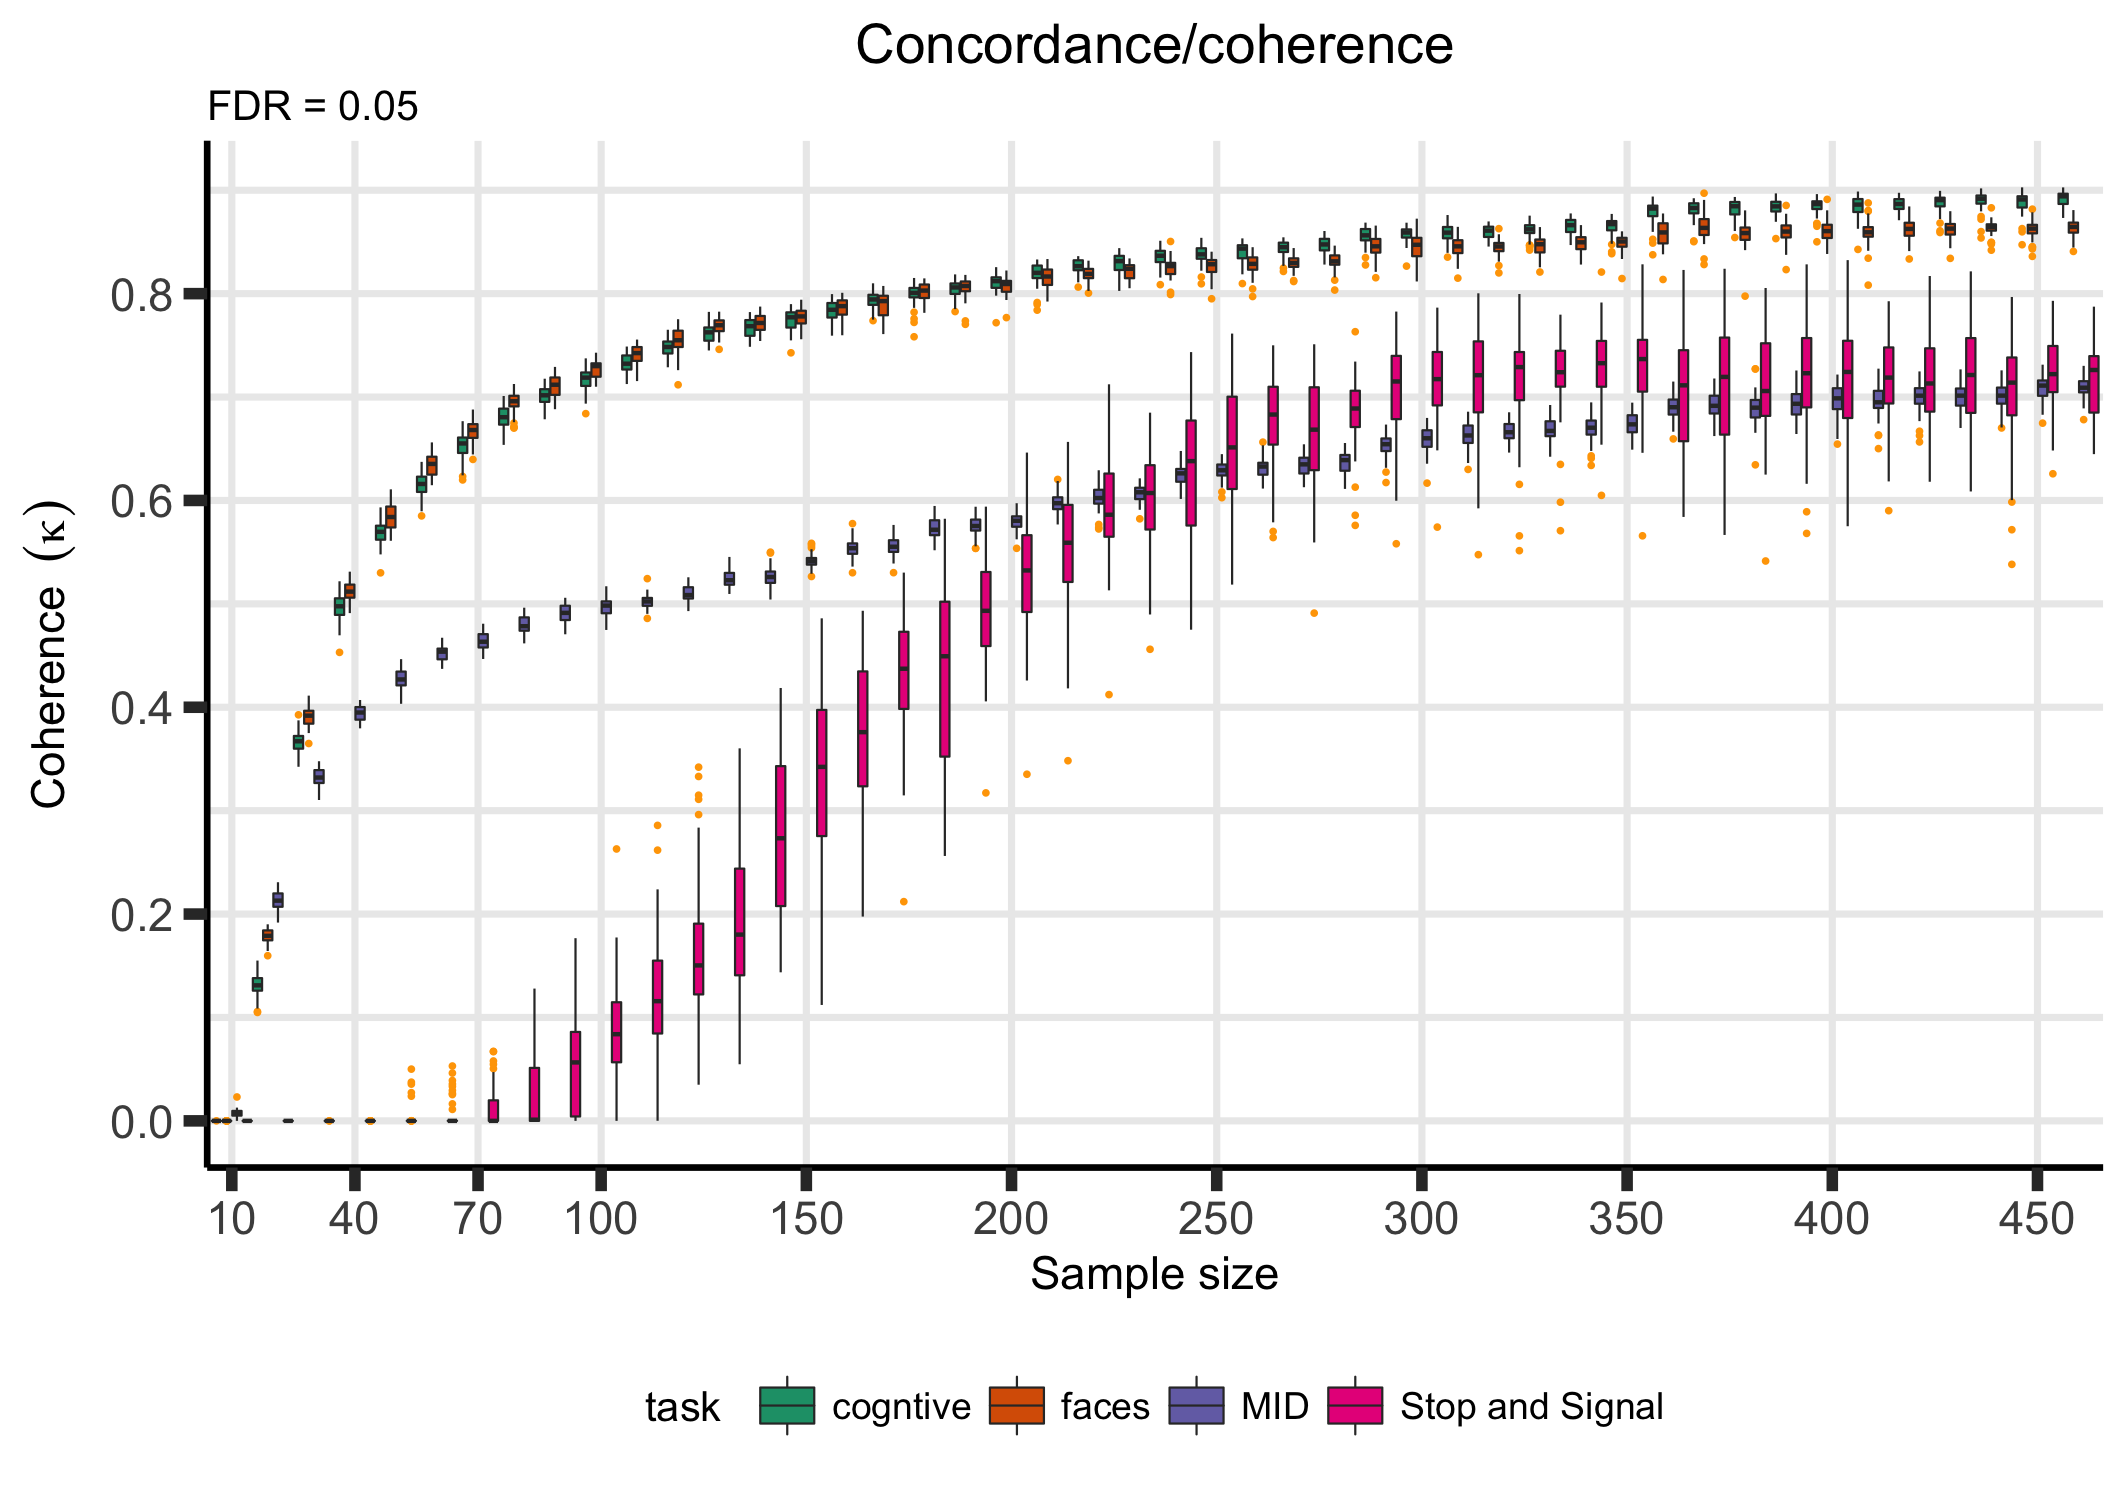 Concordance/coherence
FDR = 0.05
Coherence (κ)
0.8
0.6
0.4
0.2
0.0
10 40 70 100 150 200 250 300 350 400 450
Sample size
task cogntive faces MID Stop and Signal